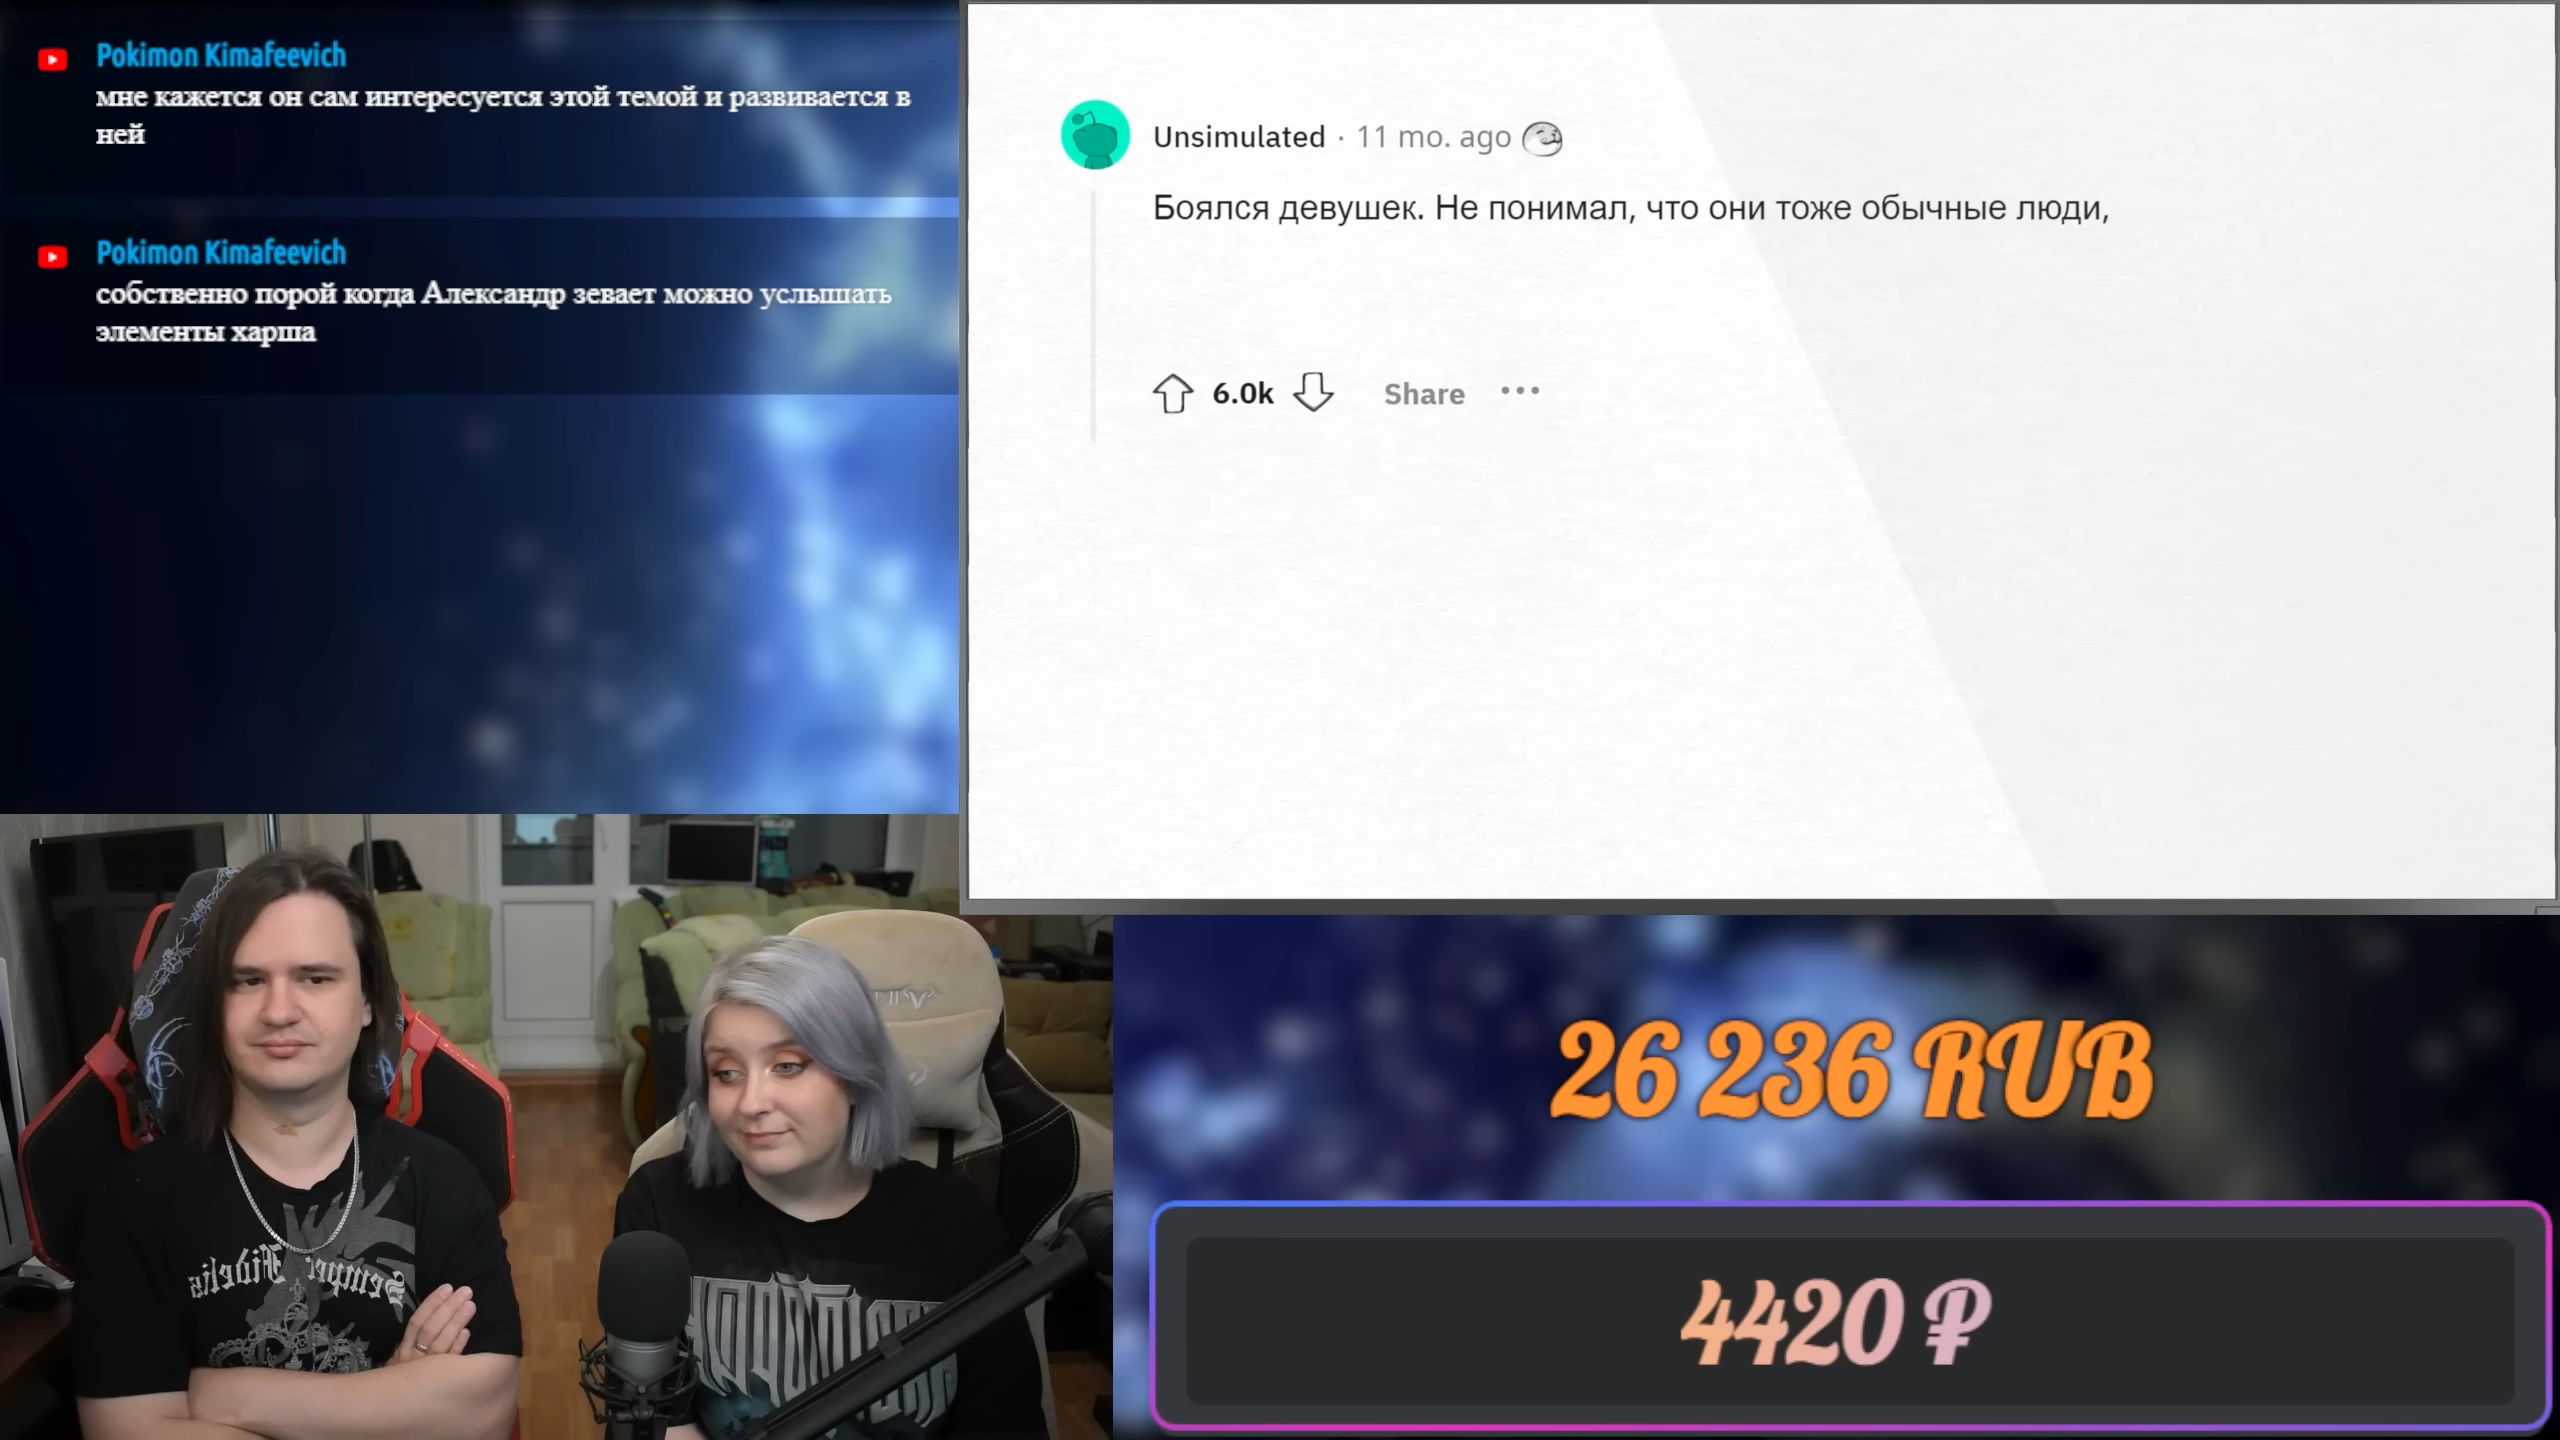 Pokimon Kimafeevich
мне кажется он сам интересуется этой темой и развивается в
ней
Pokimon Kimafeevich
собственно порой когда Александр зевает можно услышать
элементы харша
Unsimulated · 11 mo. ago
Боялся девушек. Не понимал, что они тоже обычные люди,
6.0k
Share
26 236 RUB
4420 ₽
Semper Fidelis